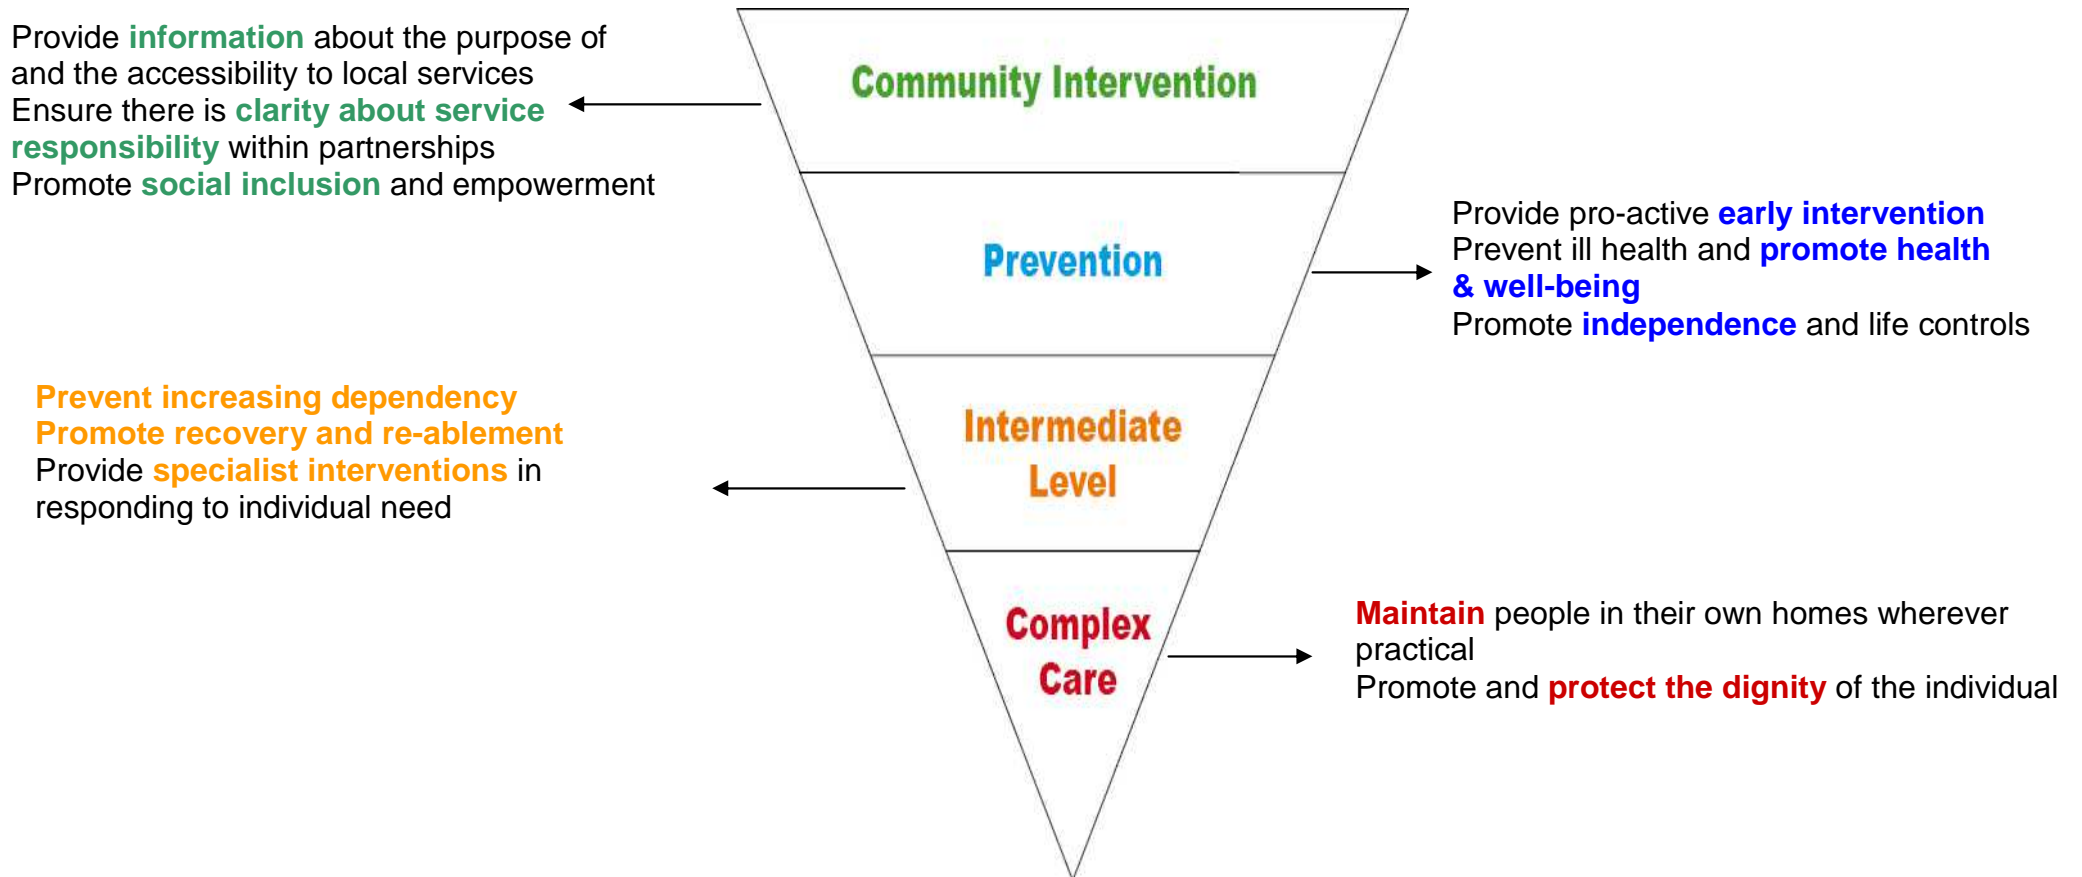 Provide information about the purpose of
and the accessibility to local services
Ensure there is clarity about service
responsibility within partnerships
Promote social inclusion and empowerment
Community Intervention
Prevention
Provide pro-active early intervention
Prevent ill health and promote health
& well-being
Promote independence and life controls
Prevent increasing dependency
Promote recovery and re-ablement
Provide specialist interventions in
responding to individual need
Intermediate
Level
Complex
Care
Maintain people in their own homes wherever
practical
Promote and protect the dignity of the individual